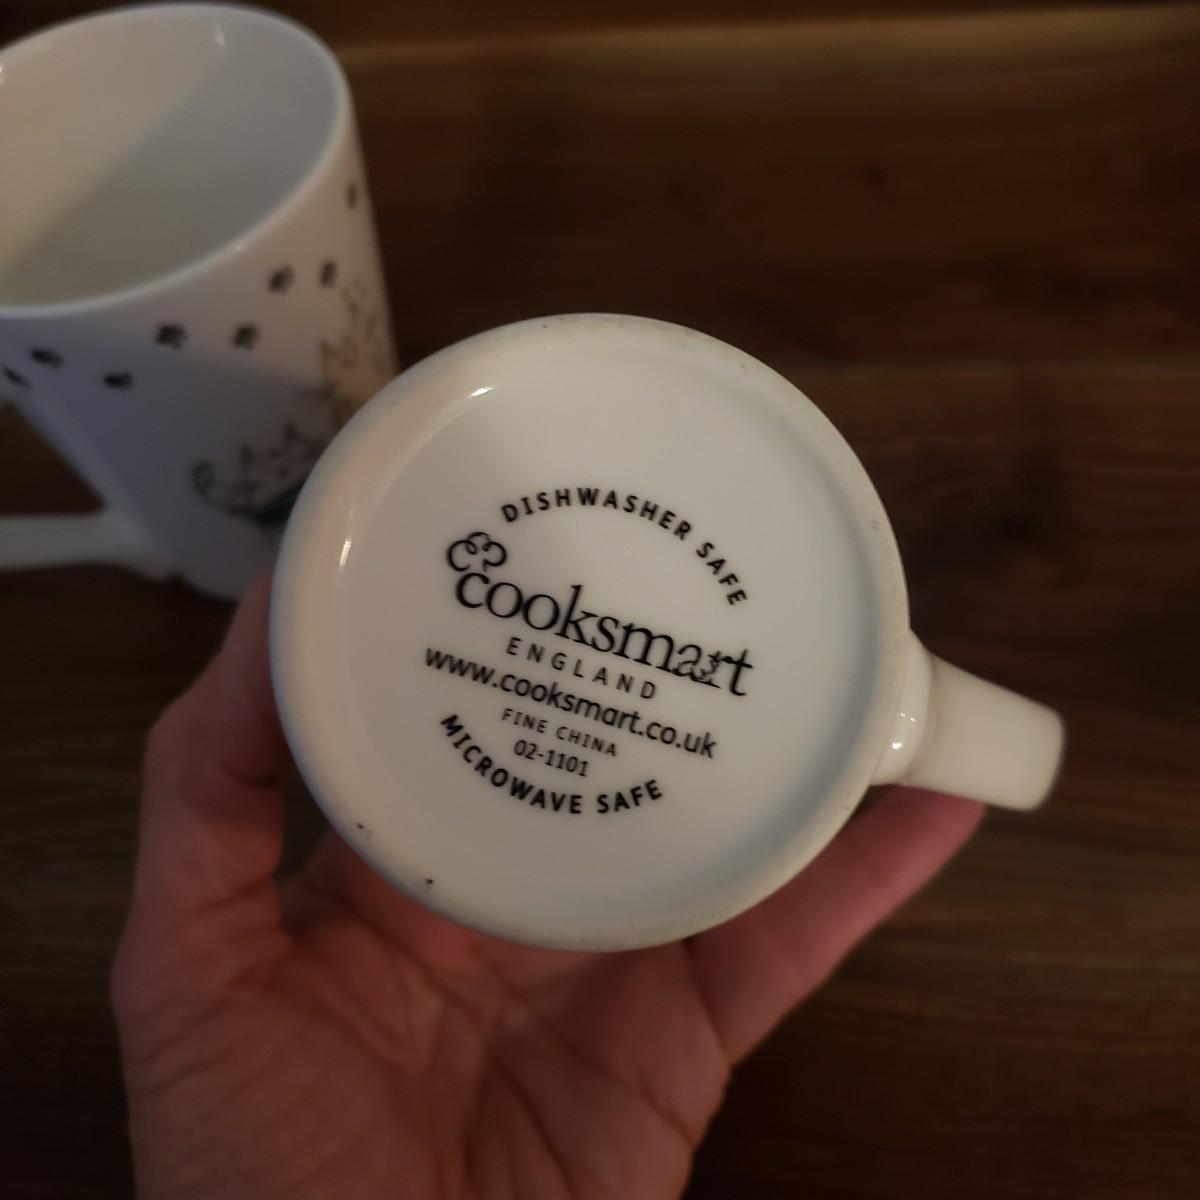 DISHWASHER SAFE
cooksmart
ENGLAND
www.cooksmart.co.uk
FINE CHINA
02-1101
MICROWAVE SAFE